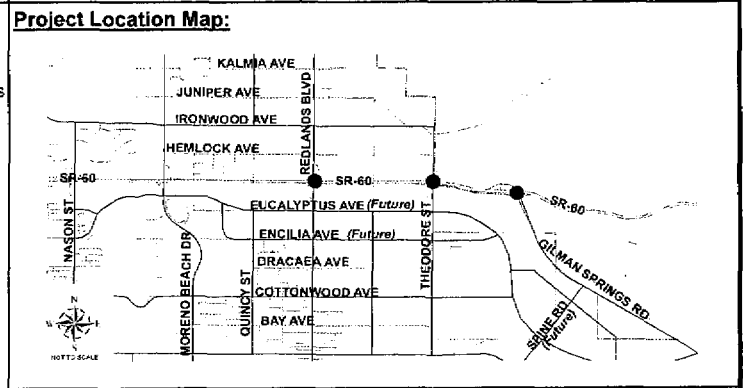 Project Location Map:
s
KALMIA AVE
JUNIPER AVE
IRONWOOD AVE
HEMLOCK AVE
REDLANDS BLVD
SR-60
SR-60
SR-60
EUCALYPTUS AVE (Future)
ENCILIA AVE (Future)
DRACAEA AVE
COTTONWOOD AVE
BAY AVE
NASON ST
MORENO BEACH DR
QUINCY ST
THEODORE ST
GILMAN SPRINGS RD
SPINE RD
(Future)
N
W E
S
NOT TO SCALE